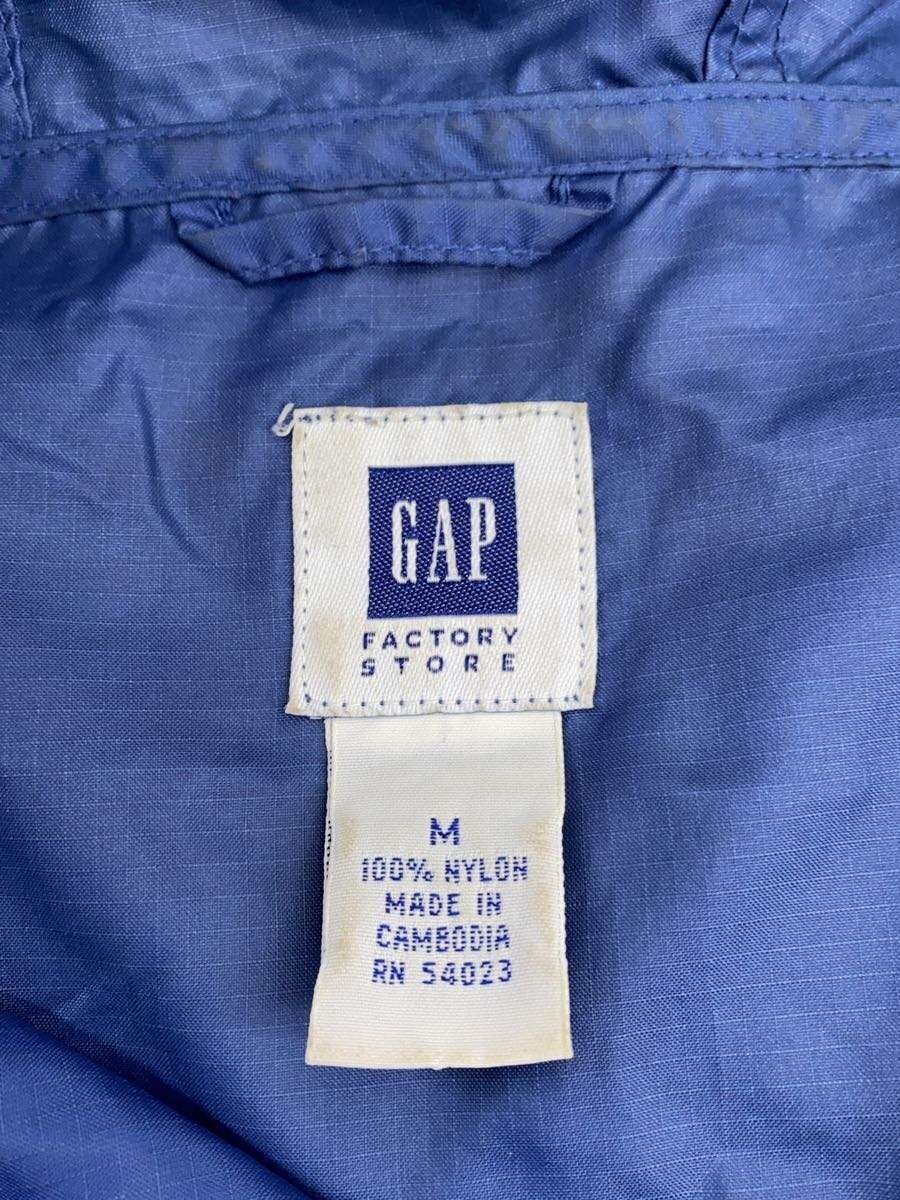 GAP
FACTORY
STORE
M
100% NYLON
MADE IN
CAMBODIA
RN 54023